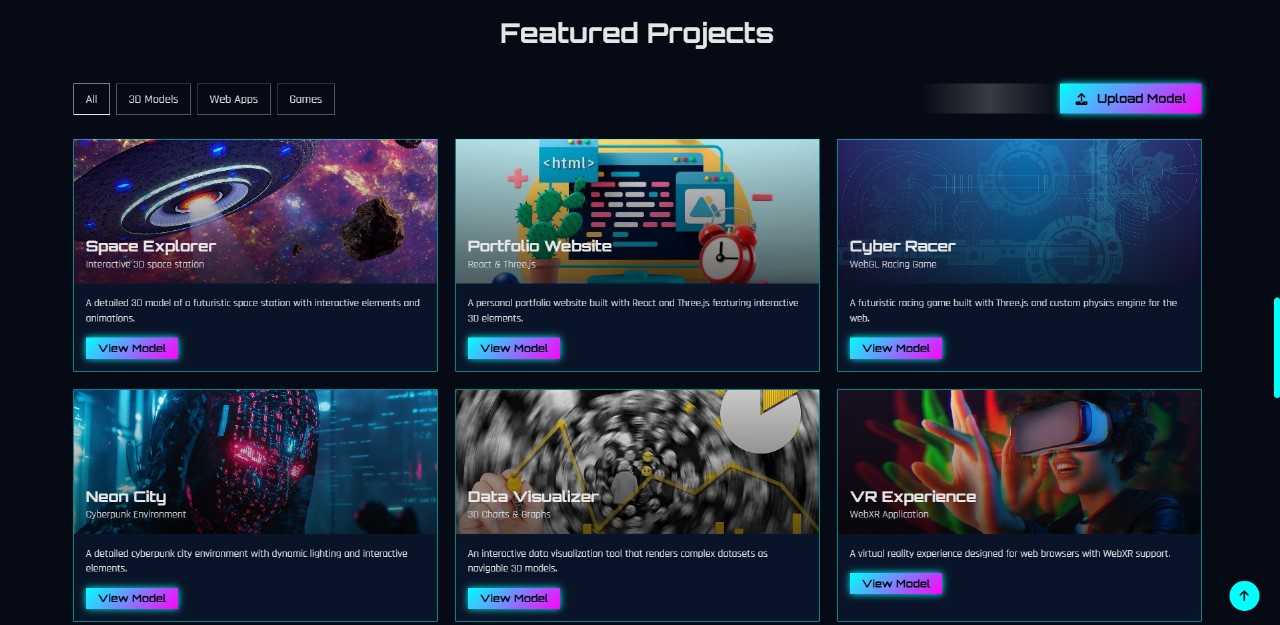 Featured Projects
All
3D Models
Web Apps
Games
Upload Model
Space Explorer
Interactive 3D space station
A detailed 3D model of a futuristic space station with interactive elements and
animations.
View Model
<html>
Portfolio Website
React & Three.js
A personal portfolio website built with React and Three.js featuring interactive
3D elements.
View Model
Cyber Racer
WebGL Racing Game
A futuristic racing game built with Three.js and custom physics engine for the
web.
View Model
Neon City
Cyberpunk Environment
A detailed cyberpunk city environment with dynamic lighting and interactive
elements.
View Model
Data Visualizer
3D Charts & Graphs
An interactive data visualization tool that renders complex datasets as
navigable 3D models.
View Model
VR Experience
WebXR Application
A virtual reality experience designed for web browsers with WebXR support.
View Model